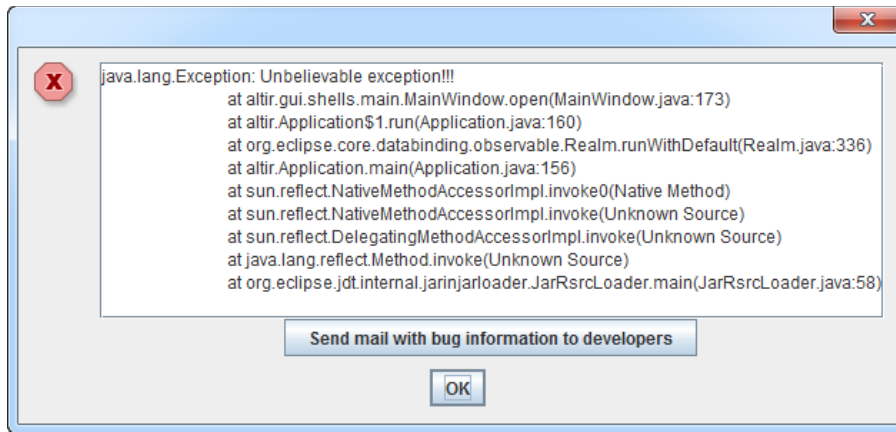 java.lang.Exception: Unbelievable exception!!!
at altir.gui.shells.main.MainWindow.open(MainWindow.java:173)
at altir.Application$1.run(Application.java:160)
at org.eclipse.core.databinding.observable.Realm.runWithDefault(Realm.java:336)
at altir.Application.main(Application.java:156)
at sun.reflect.NativeMethodAccessorImpl.invoke0(Native Method)
at sun.reflect.NativeMethodAccessorImpl.invoke(Unknown Source)
at sun.reflect.DelegatingMethodAccessorImpl.invoke(Unknown Source)
at java.lang.reflect.Method.invoke(Unknown Source)
at org.eclipse.jdt.internal.jarinjarloader.JarRsrcLoader.main(JarRsrcLoader.java:58)
Send mail with bug information to developers
OK